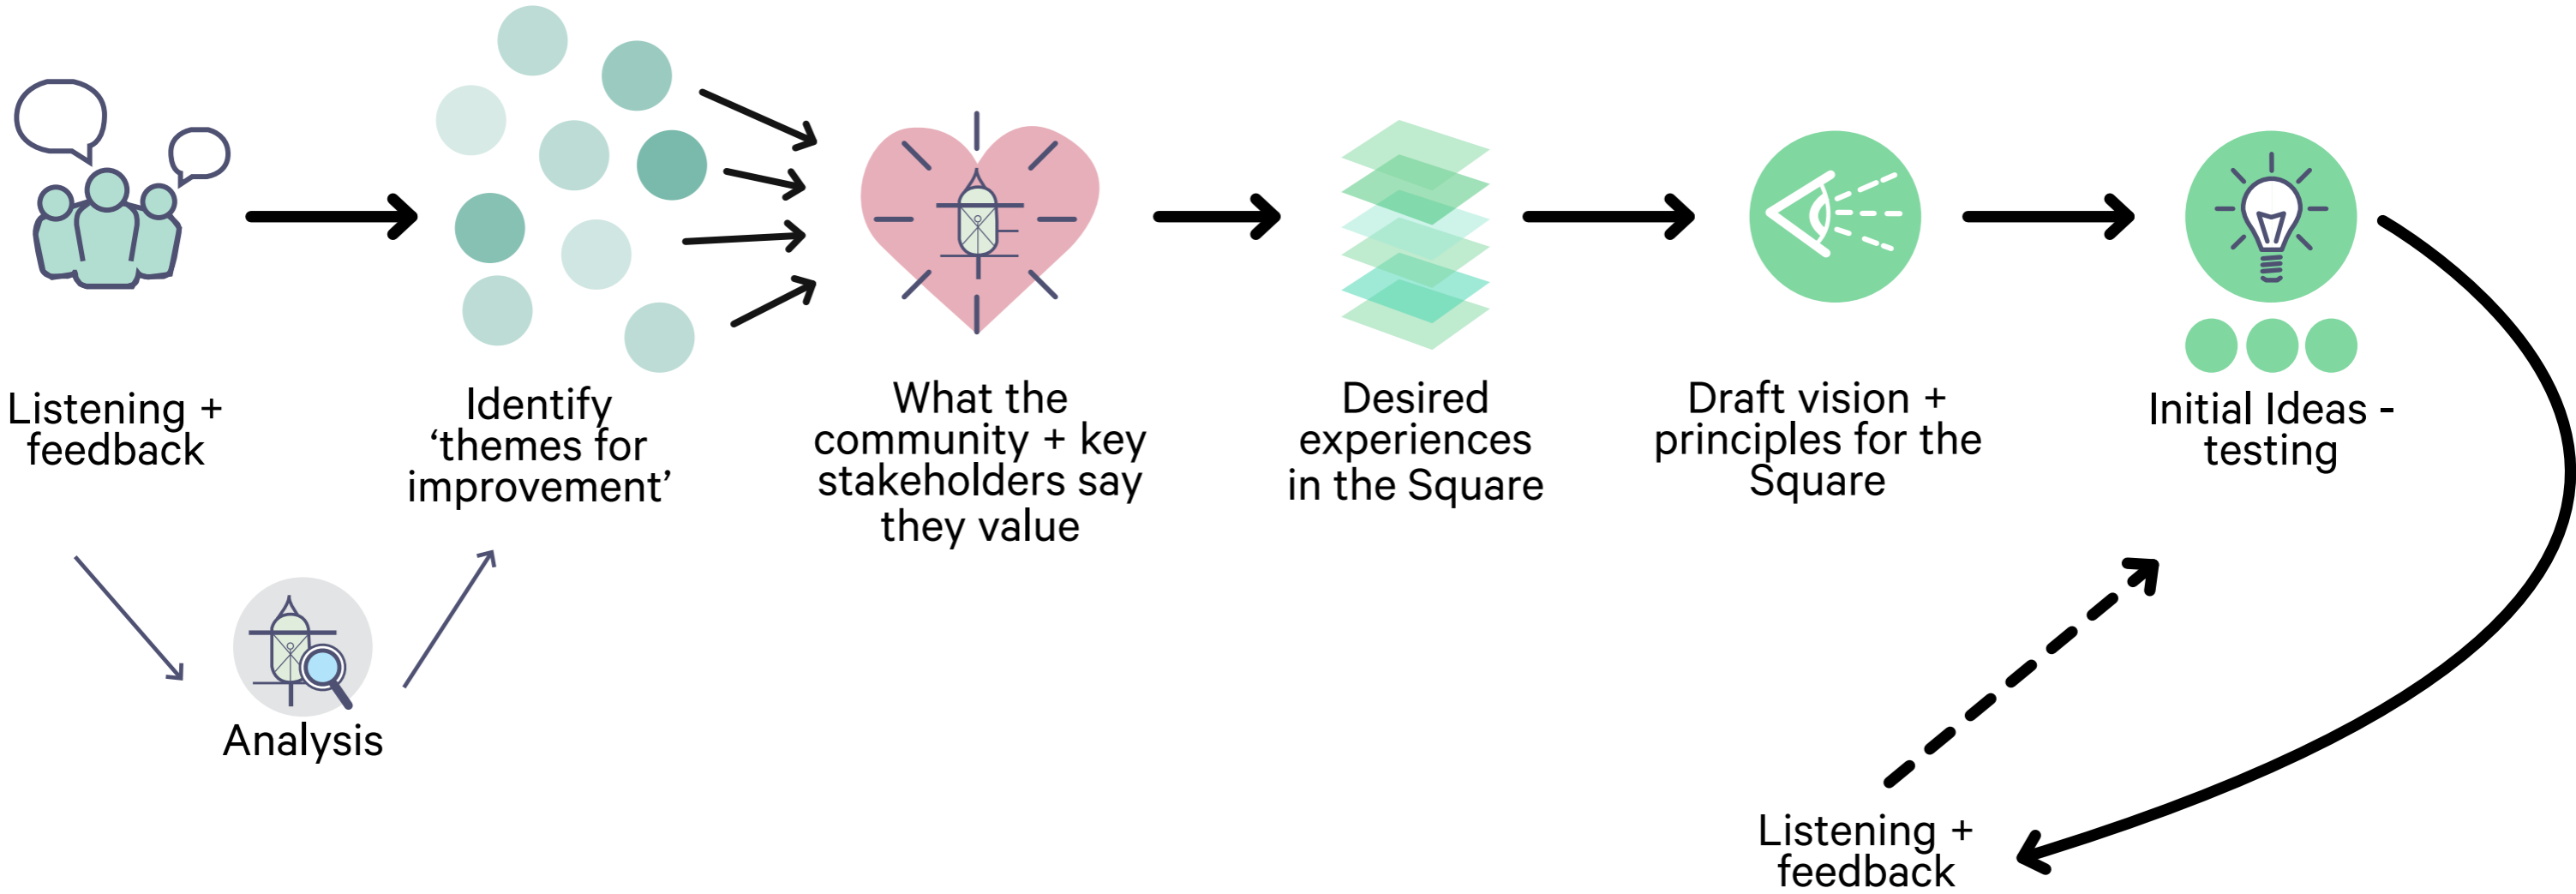 Listening +
feedback
Identify
‘themes for
improvement’
What the
community + key
stakeholders say
they value
Desired
experiences
in the Square
Draft vision +
principles for the
Square
Initial Ideas -
testing
Analysis
Listening +
feedback